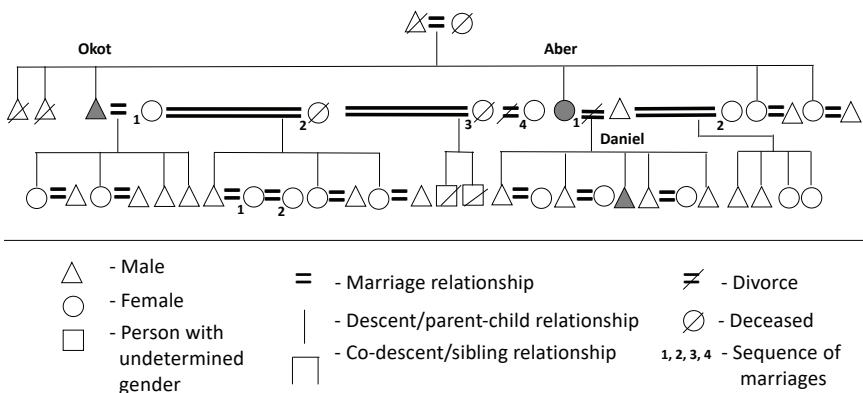 Okot
Aber
1
2
3
4
1
2
Daniel
1
2
- Male
- Female
- Person with
undetermined
gender
- Marriage relationship
- Descent/parent-child relationship
- Co-descent/sibling relationship
- Divorce
- Deceased
1, 2, 3, 4 - Sequence of
marriages